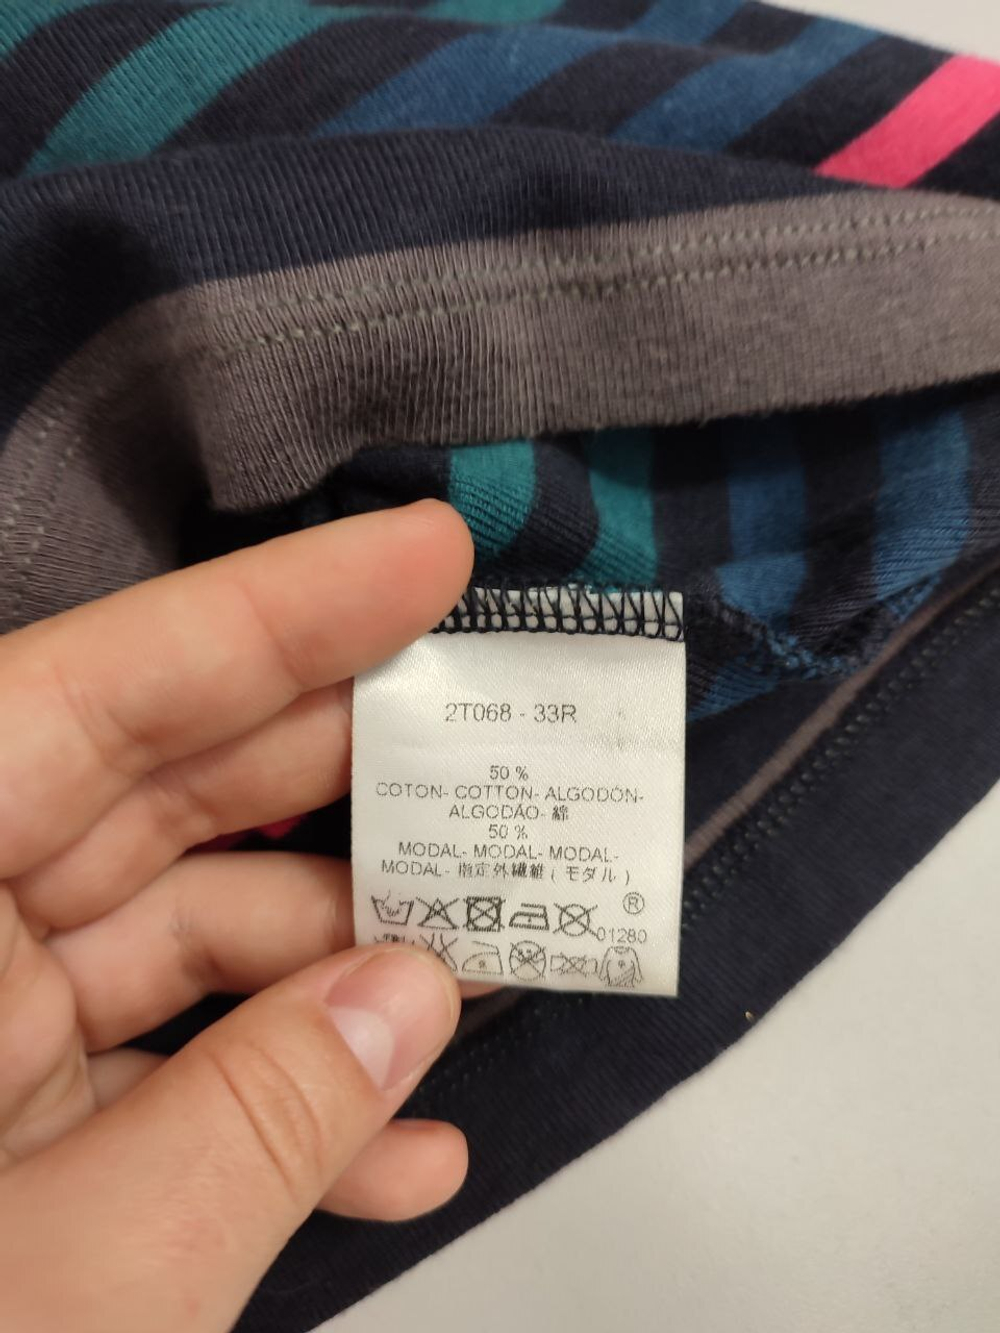 2T068 - 33R
50 %
COTON- COTTON- ALGODÓN-
ALGODÃO- 綿
50 %
MODAL- MODAL- MODAL-
MODAL- 指定外繊維 ( モダル )
®
01280